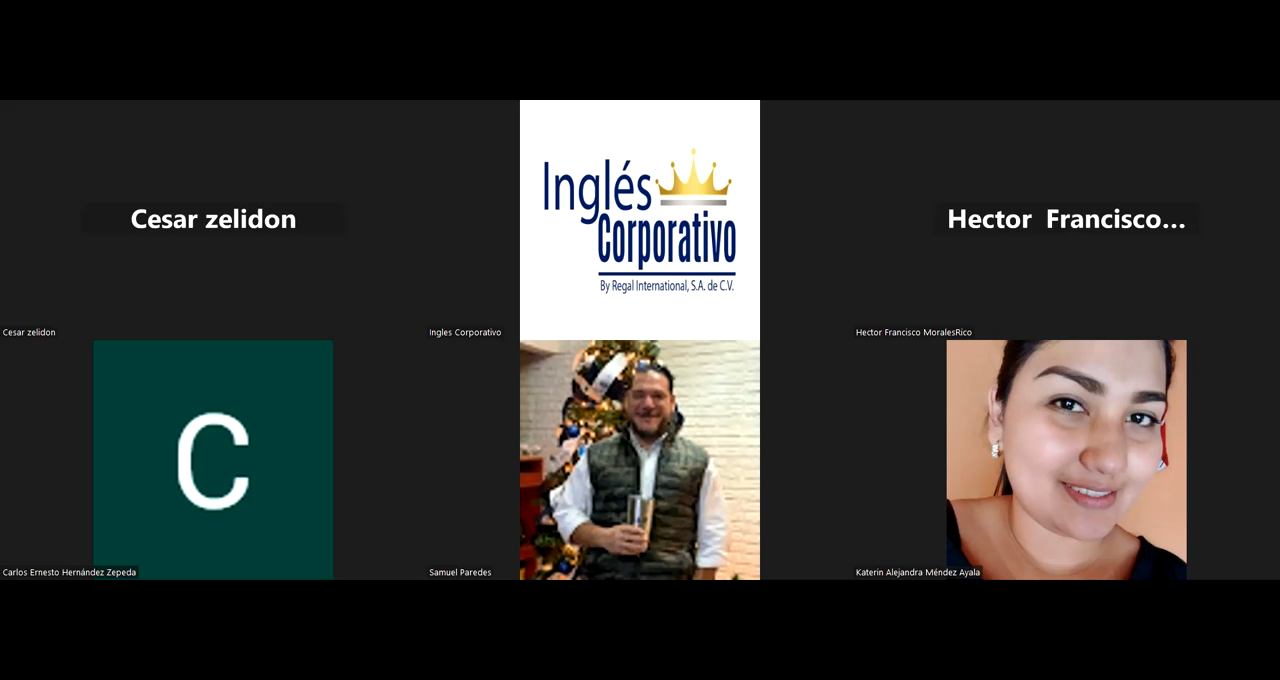 Cesar zelidon
Inglés
Corporativo
By Regal International, S.A. de C.V.
Hector Francisco...
Cesar zelidon
Ingles Corporativo
Hector Francisco MoralesRico
C
Carlos Ernesto Hernández Zepeda
Samuel Paredes
Katerin Alejandra Méndez Ayala